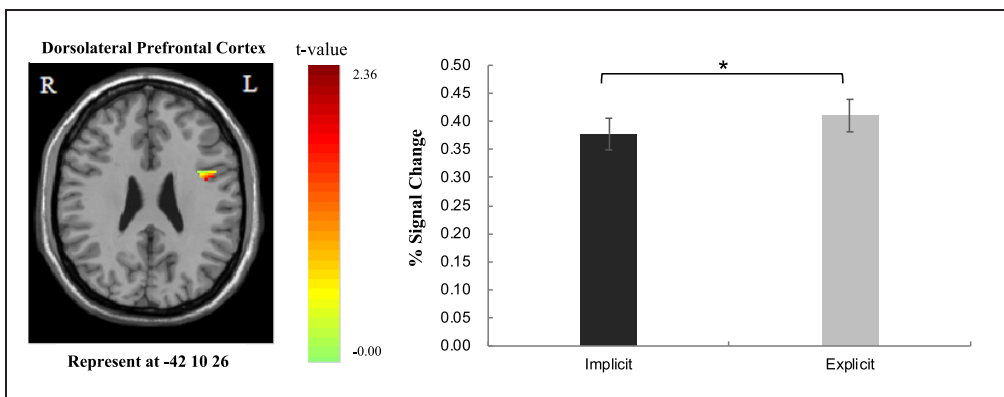 Dorsolateral Prefrontal Cortex
R L
Represent at -42 10 26
t-value
2.36
-0.00
% Signal Change
0.50
0.45
0.40
0.35
0.30
0.25
0.20
0.15
0.10
0.05
0.00
*
Implicit Explicit